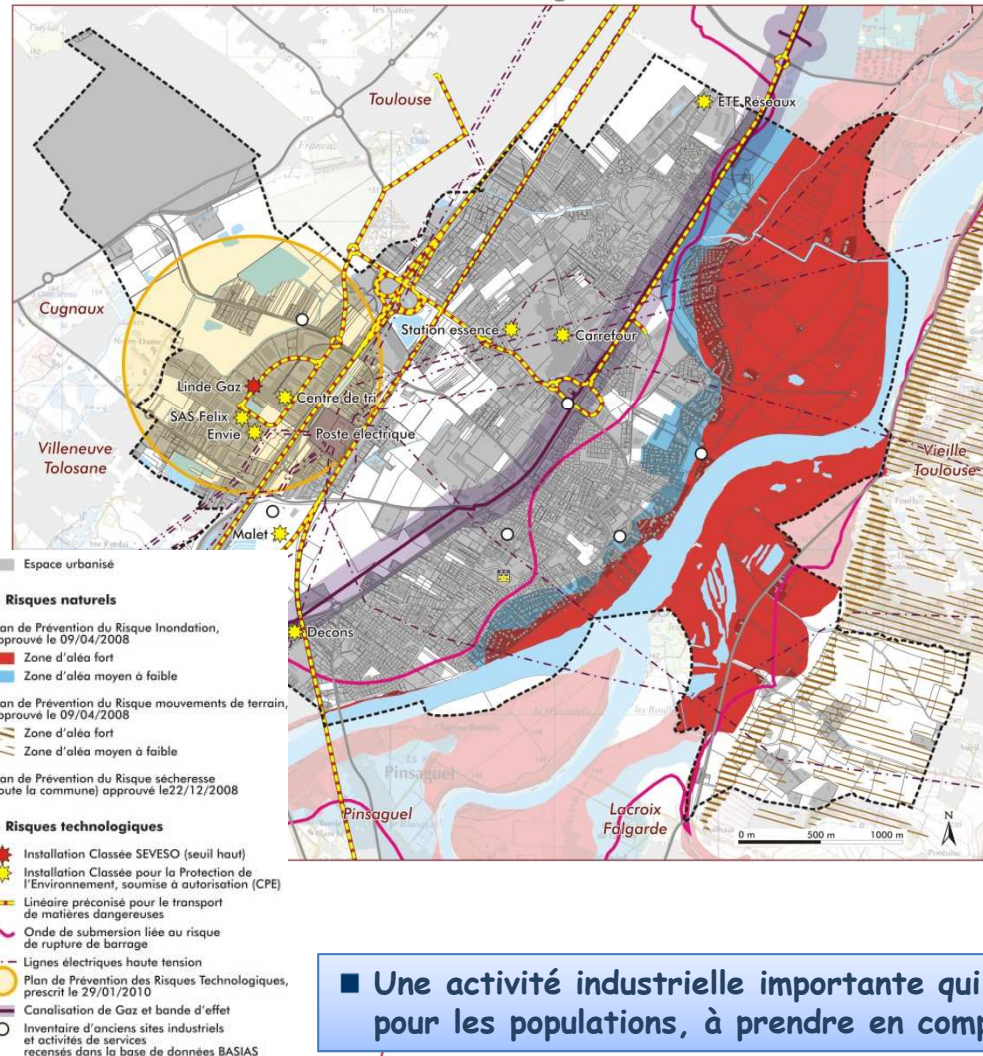 Toulouse
ETE Réseaux
Cugnaux
Station essence
Carrefour
Linde Gaz
Centre de tri
SAS Felix
Envie
Poste électrique
Villeneuve
Tolosane
Vieille
Toulouse
Malet
Decons
Pinsaguel
Pinsaguel
Lacroix
Falgarde
0 m 500 m 1000 m
N
Espace urbanisé
Risques naturels
an de Prévention du Risque Inondation,
pprouvé le 09/04/2008
Zone d'aléa fort
Zone d'aléa moyen à faible
an de Prévention du Risque mouvements de terrain,
pprouvé le 09/04/2008
Zone d'aléa fort
Zone d'aléa moyen à faible
an de Prévention du Risque sécheresse
oute la commune) approuvé le22/12/2008
Risques technologiques
Installation Classée SEVESO (seuil haut)
Installation Classée pour la Protection de
l'Environnement, soumise à autorisation (CPE)
Linéaire préconisé pour le transport
de matières dangereuses
Onde de submersion liée au risque
de rupture de barrage
Lignes électriques haute tension
Plan de Prévention des Risques Technologiques,
prescrit le 29/01/2010
Canalisation de Gaz et bande d'effet
Inventaire d'anciens sites industriels
et activités de services
recensés dans la base de données BASIAS
■ Une activité industrielle importante qui
pour les populations, à prendre en comp